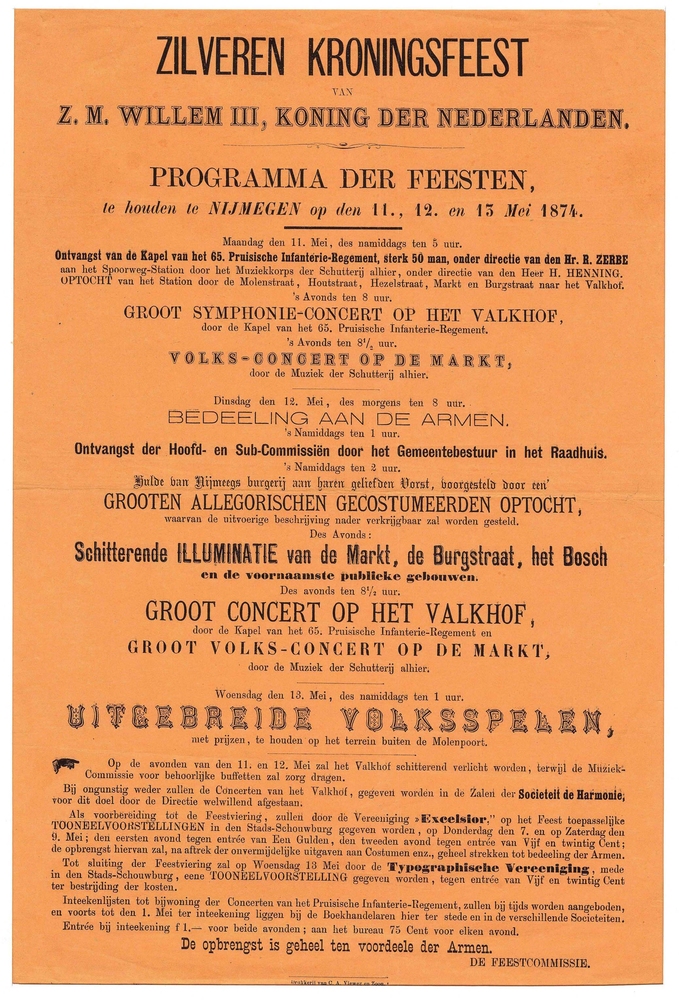 ZILVEREN KRONINGSFEEST
VAN
Z. M. WILLEM III, KONING DER NEDERLANDEN.
PROGRAMMA DER FEESTEN,
te houden te NIJMEGEN op den 11., 12. en 13 Mei 1874.
Maandag den 11. Mei, des namiddags ten 5 uur.
Ontvangst van de Kapel van het 65. Pruisische Infanterie-Regement, sterk 50 man, onder directie van den Hr. R. ZERBE
aan het Spoorweg-Station door het Muziekkorps der Schutterij alhier, onder directie van den Heer H. HENNING.
OPTOCHT van het Station door de Molenstraat, Houtstraat, Hezelstraat, Markt en Burgstraat naar het Valkhof.
's Avonds ten 8 uur.
GROOT SYMPHONIE-CONCERT OP HET VALKHOF,
door de Kapel van het 65. Pruisische Infanterie-Regement.
's Avonds ten 8 1/2 uur.
VOLKS-CONCERT OP DE MARKT,
door de Muziek der Schutterij alhier.
Dinsdag den 12. Mei, des morgens ten 8 uur.
BEDEELING AAN DE ARMEN.
's Namiddags ten 1 uur.
Ontvangst der Hoofd- en Sub-Commissiën door het Gemeentebestuur in het Raadhuis.
's Namiddags ten 2 uur.
Hulde van Nijmeegs burgerij aan haren geliefden Vorst, voorgesteld door een'
GROOTEN ALLEGORISCHEN GECOSTUMEERDEN OPTOCHT,
waarvan de uitvoerige beschrijving nader verkrijgbaar zal worden gesteld.
Des Avonds:
Schitterende ILLUMINATIE van de Markt, de Burgstraat, het Bosch
en de voornaamste publieke gebouwen.
Des avonds ten 8 1/2 uur.
GROOT CONCERT OP HET VALKHOF,
door de Kapel van het 65. Pruisische Infanterie-Regement en
GROOT VOLKS-CONCERT OP DE MARKT,
door de Muziek der Schutterij alhier.
Woensdag den 13. Mei, des namiddags ten 1 uur.
UITGEBREIDE VOLKSSPELEN,
met prijzen, te houden op het terrein buiten de Molenpoort.
Op de avonden van den 11. en 12. Mei zal het Valkhof schitterend verlicht worden, terwijl de Muziek-
Commissie voor behoorlijke buffetten zal zorg dragen.
Bij ongunstig weder zullen de Concerten van het Valkhof, gegeven worden in de Zalen der Societeit de Harmonie,
voor dit doel door de Directie welwillend afgestaan.
Als voorbereiding tot de Feestviering, zullen door de Vereeniging »Excelsior," op het Feest toepasselijke
TOONEELVOORSTELLINGEN in den Stads-Schouwburg gegeven worden, op Donderdag den 7. en op Zaterdag den
9. Mei; den eersten avond tegen entrée van Een Gulden, den tweeden avond tegen entrée van Vijf en twintig Cent;
de opbrengst hiervan zal, na aftrek der onvermijdelijke uitgaven aan Costumen enz., geheel strekken tot bedeeling der Armen.
Tot sluiting der Feestviering zal op Woensdag 13 Mei door de Typographische Vereeniging, mede
in den Stads-Schouwburg, eene TOONEELVOORSTELLING gegeven worden, tegen entrée van Vijf en twintig Cent
ter bestrijding der kosten.
Inteekenlijsten tot bijwoning der Concerten van het Pruisische Infanterie-Regement, zullen bij tijds worden aangeboden,
en voorts tot den 1. Mei ter inteekening liggen bij de Boekhandelaren hier ter stede en in de verschillende Societeiten.
Entrée bij inteekening f 1,— voor beide avonden; aan het bureau 75 Cent voor elken avond.
De opbrengst is geheel ten voordeele der Armen.
DE FEESTCOMMISSIE.
Drukkerij van C. A. Vieweg en Zoon.